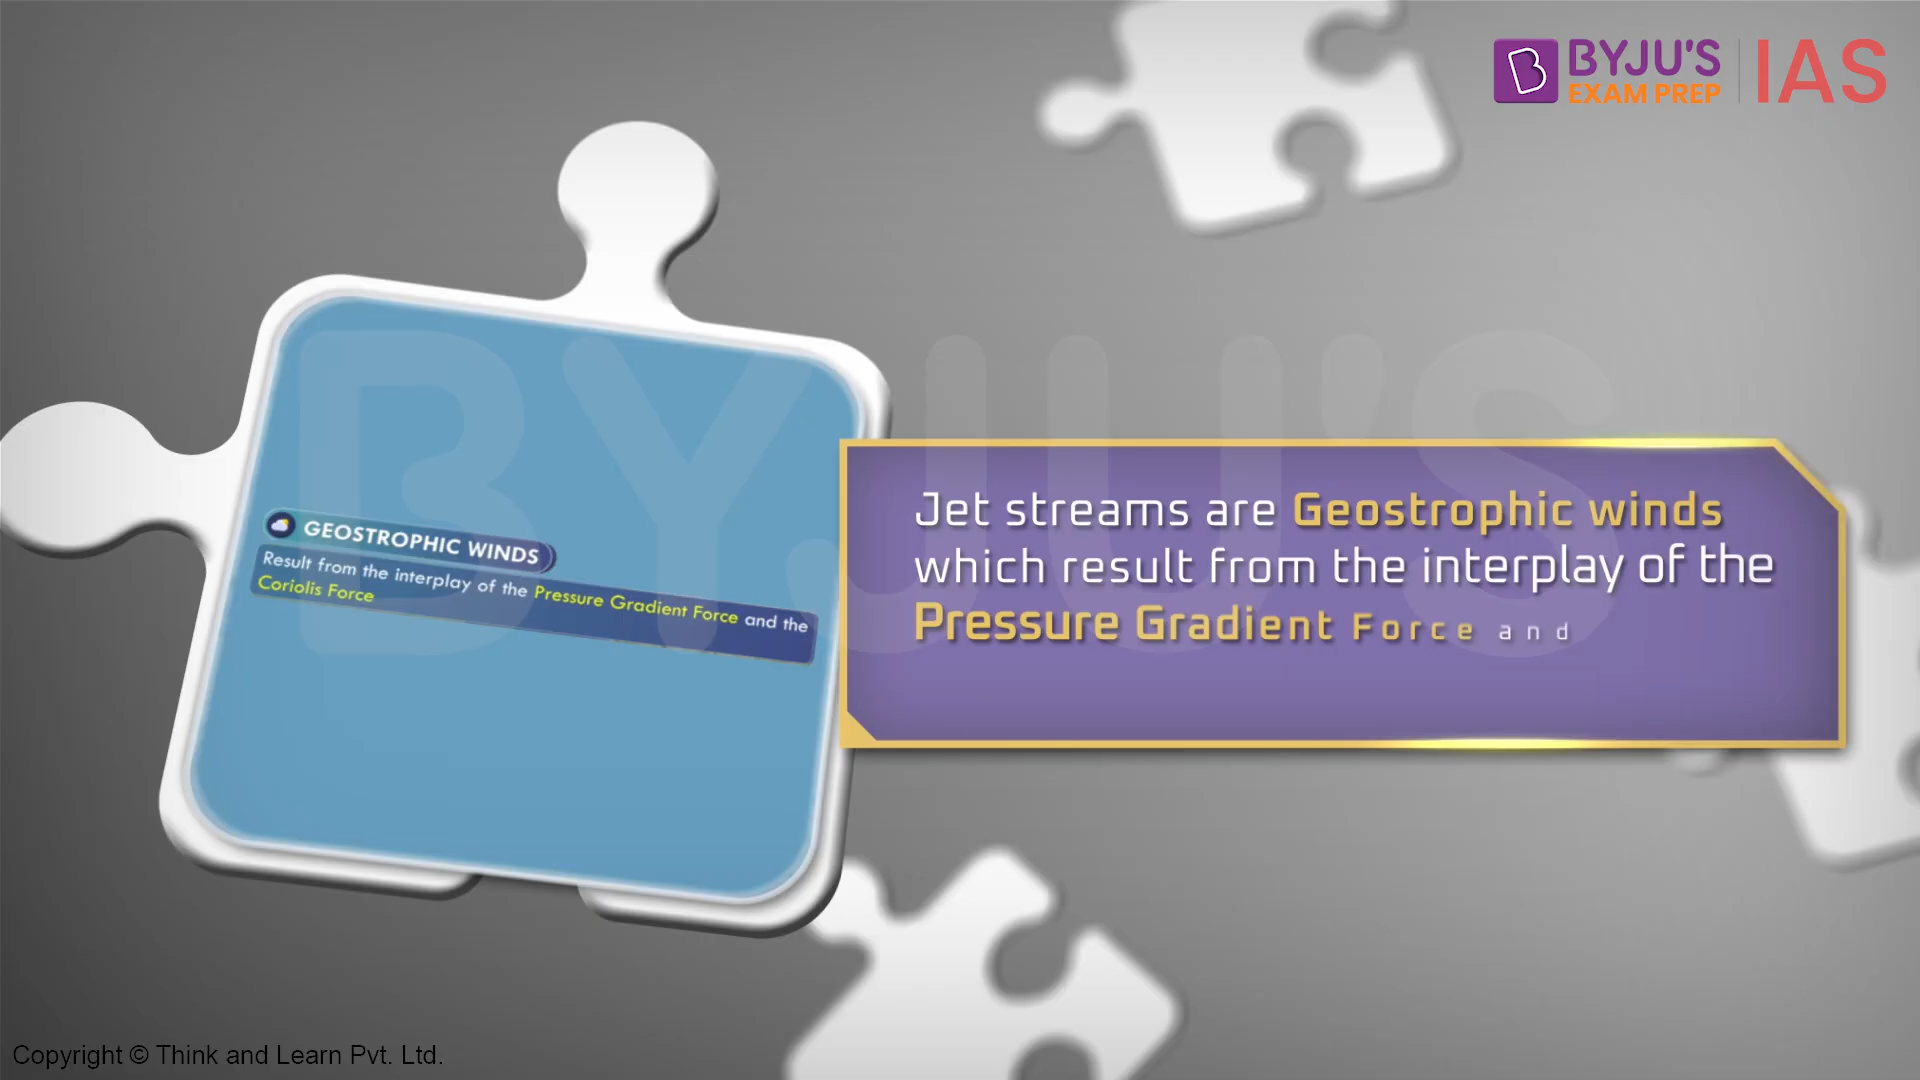 BYJU'S
EXAM PREP
IAS
BYJU'S
GEOSTROPHIC WINDS
Result from the interplay of the Pressure Gradient Force and the
Coriolis Force
Jet streams are Geostrophic winds
which result from the interplay of the
Pressure Gradient Force and
Copyright © Think and Learn Pvt. Ltd.